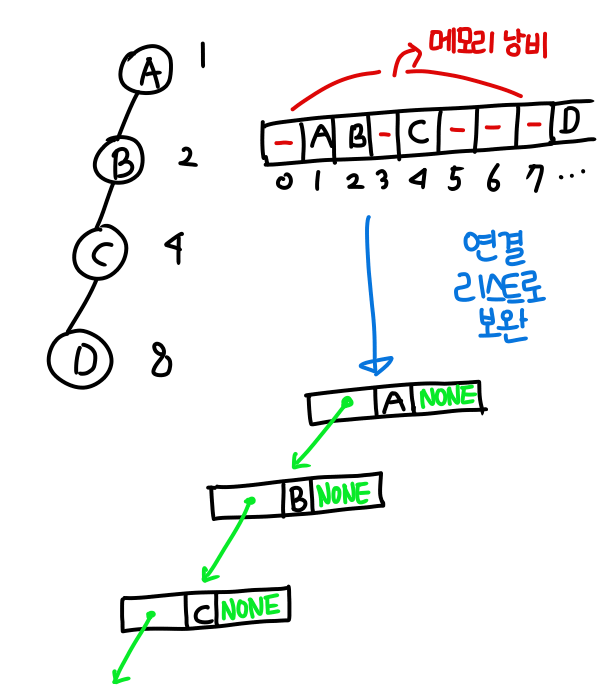 A 1
B 2
C 4
D 8
메모리 낭비
- A B - C - - - D
0 1 2 3 4 5 6 7 ...
연결
리스트로
보완
A NONE
B NONE
C NONE